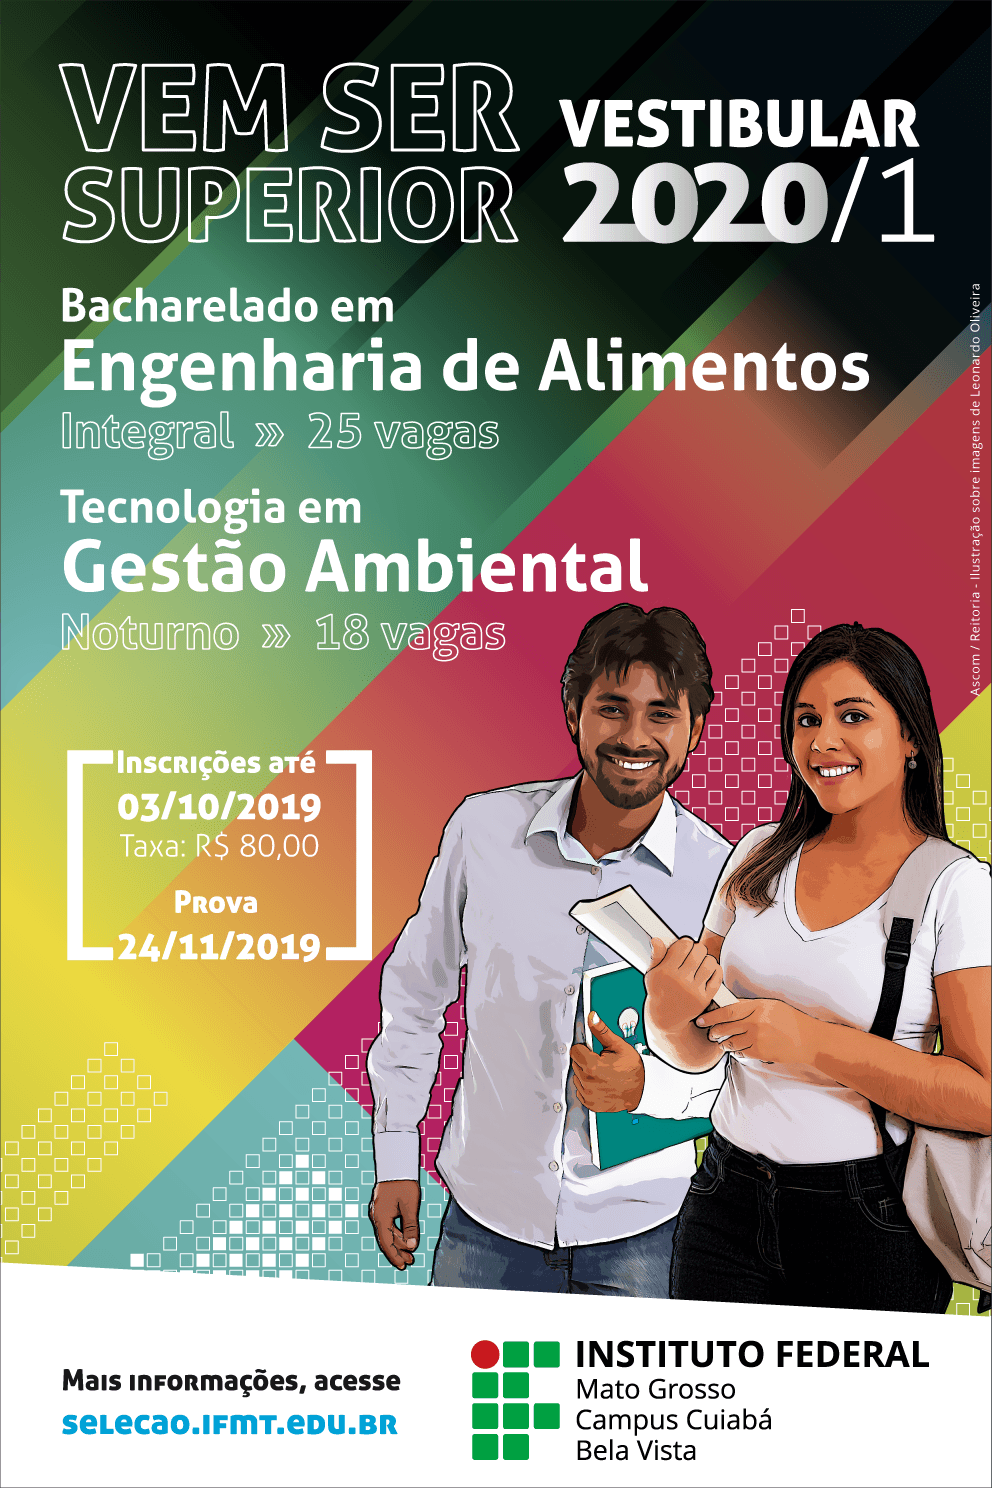 VEM SER
SUPERIOR
VESTIBULAR
2020/1
Bacharelado em
Engenharia de Alimentos
Integral » 25 vagas
Tecnologia em
Gestão Ambiental
Noturno » 18 vagas
Inscrições até
03/10/2019
Taxa: R$ 80,00
Prova
24/11/2019
Ascom / Reitoria - Ilustração sobre imagens de Leonardo Oliveira
Mais informações, acesse
selecao.ifmt.edu.br
INSTITUTO FEDERAL
Mato Grosso
Campus Cuiabá
Bela Vista